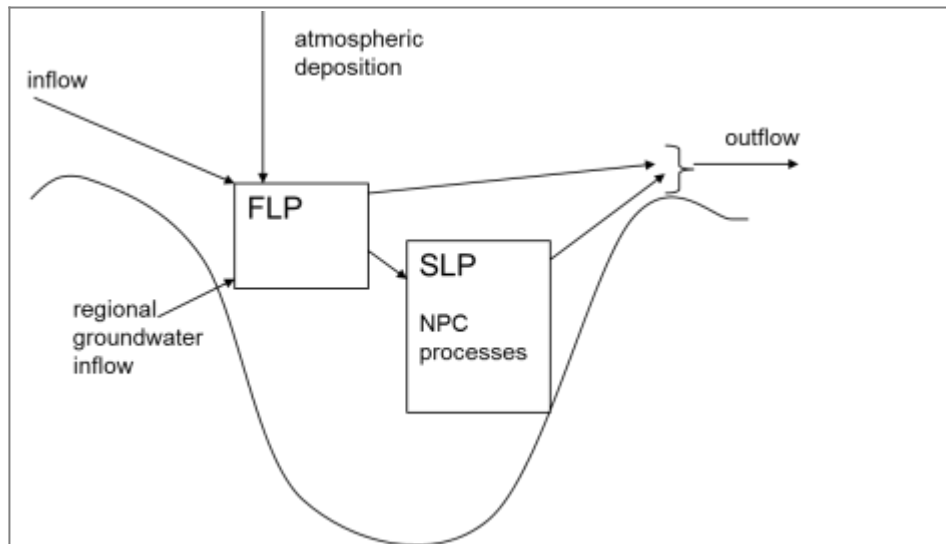 atmospheric
deposition
inflow
outflow
FLP
SLP
NPC
processes
regional
groundwater
inflow